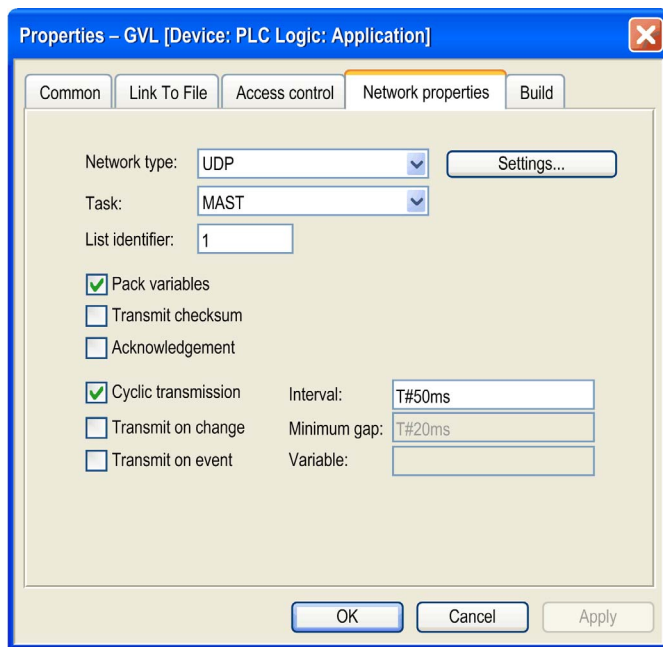 Properties – GVL [Device: PLC Logic: Application]
Common Link To File Access control Network properties Build
Network type: UDP Settings...
Task: MAST
List identifier: 1
Pack variables
Transmit checksum
Acknowledgement
Cyclic transmission Interval: T#50ms
Transmit on change Minimum gap: T#20ms
Transmit on event Variable:
OK Cancel Apply